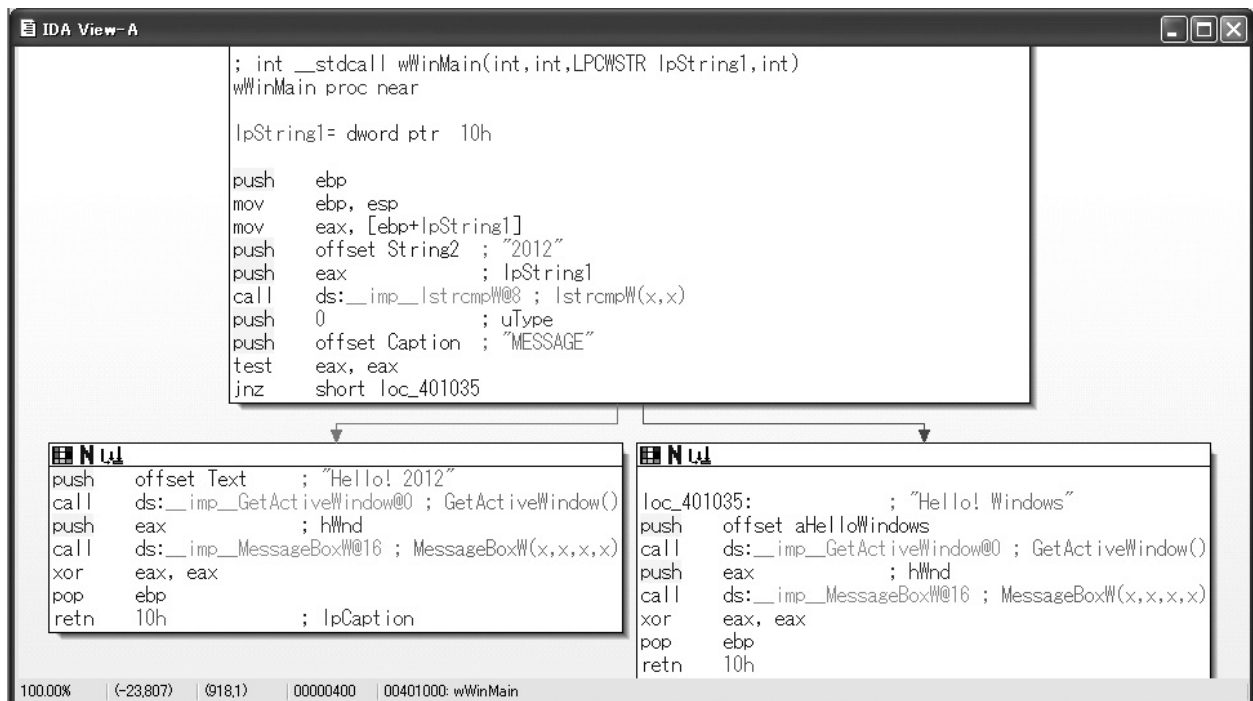 IDA View-A
; int __stdcall wWinMain(int,int,LPCWSTR lpString1,int)
wWinMain proc near
lpString1= dword ptr  10h
push    ebp
mov     ebp, esp
mov     eax, [ebp+lpString1]
push    offset String2  ; "2012"
push    eax             ; lpString1
call    ds:__imp__lstrcmpW@8 ; lstrcmpW(x,x)
push    0               ; uType
push    offset Caption  ; "MESSAGE"
test    eax, eax
jnz     short loc_401035
push    offset Text     ; "Hello! 2012"
call    ds:__imp__GetActiveWindow@0 ; GetActiveWindow()
push    eax             ; hWnd
call    ds:__imp__MessageBoxW@16 ; MessageBoxW(x,x,x,x)
xor     eax, eax
pop     ebp
retn    10h             ; lpCaption
loc_401035:             ; "Hello! Windows"
push    offset aHelloWindows
call    ds:__imp__GetActiveWindow@0 ; GetActiveWindow()
push    eax             ; hWnd
call    ds:__imp__MessageBoxW@16 ; MessageBoxW(x,x,x,x)
xor     eax, eax
pop     ebp
retn    10h
100.00% (-23,807) (918,1) 00000400 00401000: wWinMain